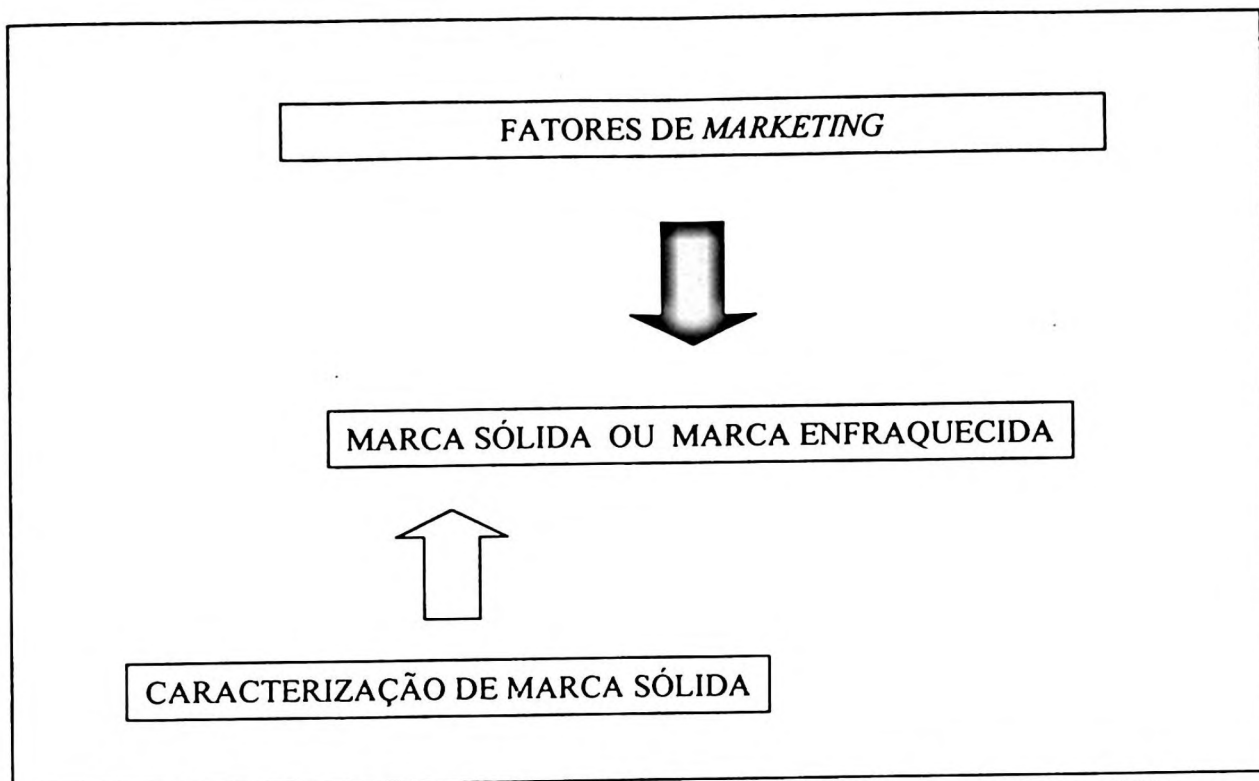 FATORES DE MARKETING
MARCA SÓLIDA OU MARCA ENFRAQUECIDA
CARACTERIZAÇÃO DE MARCA SÓLIDA